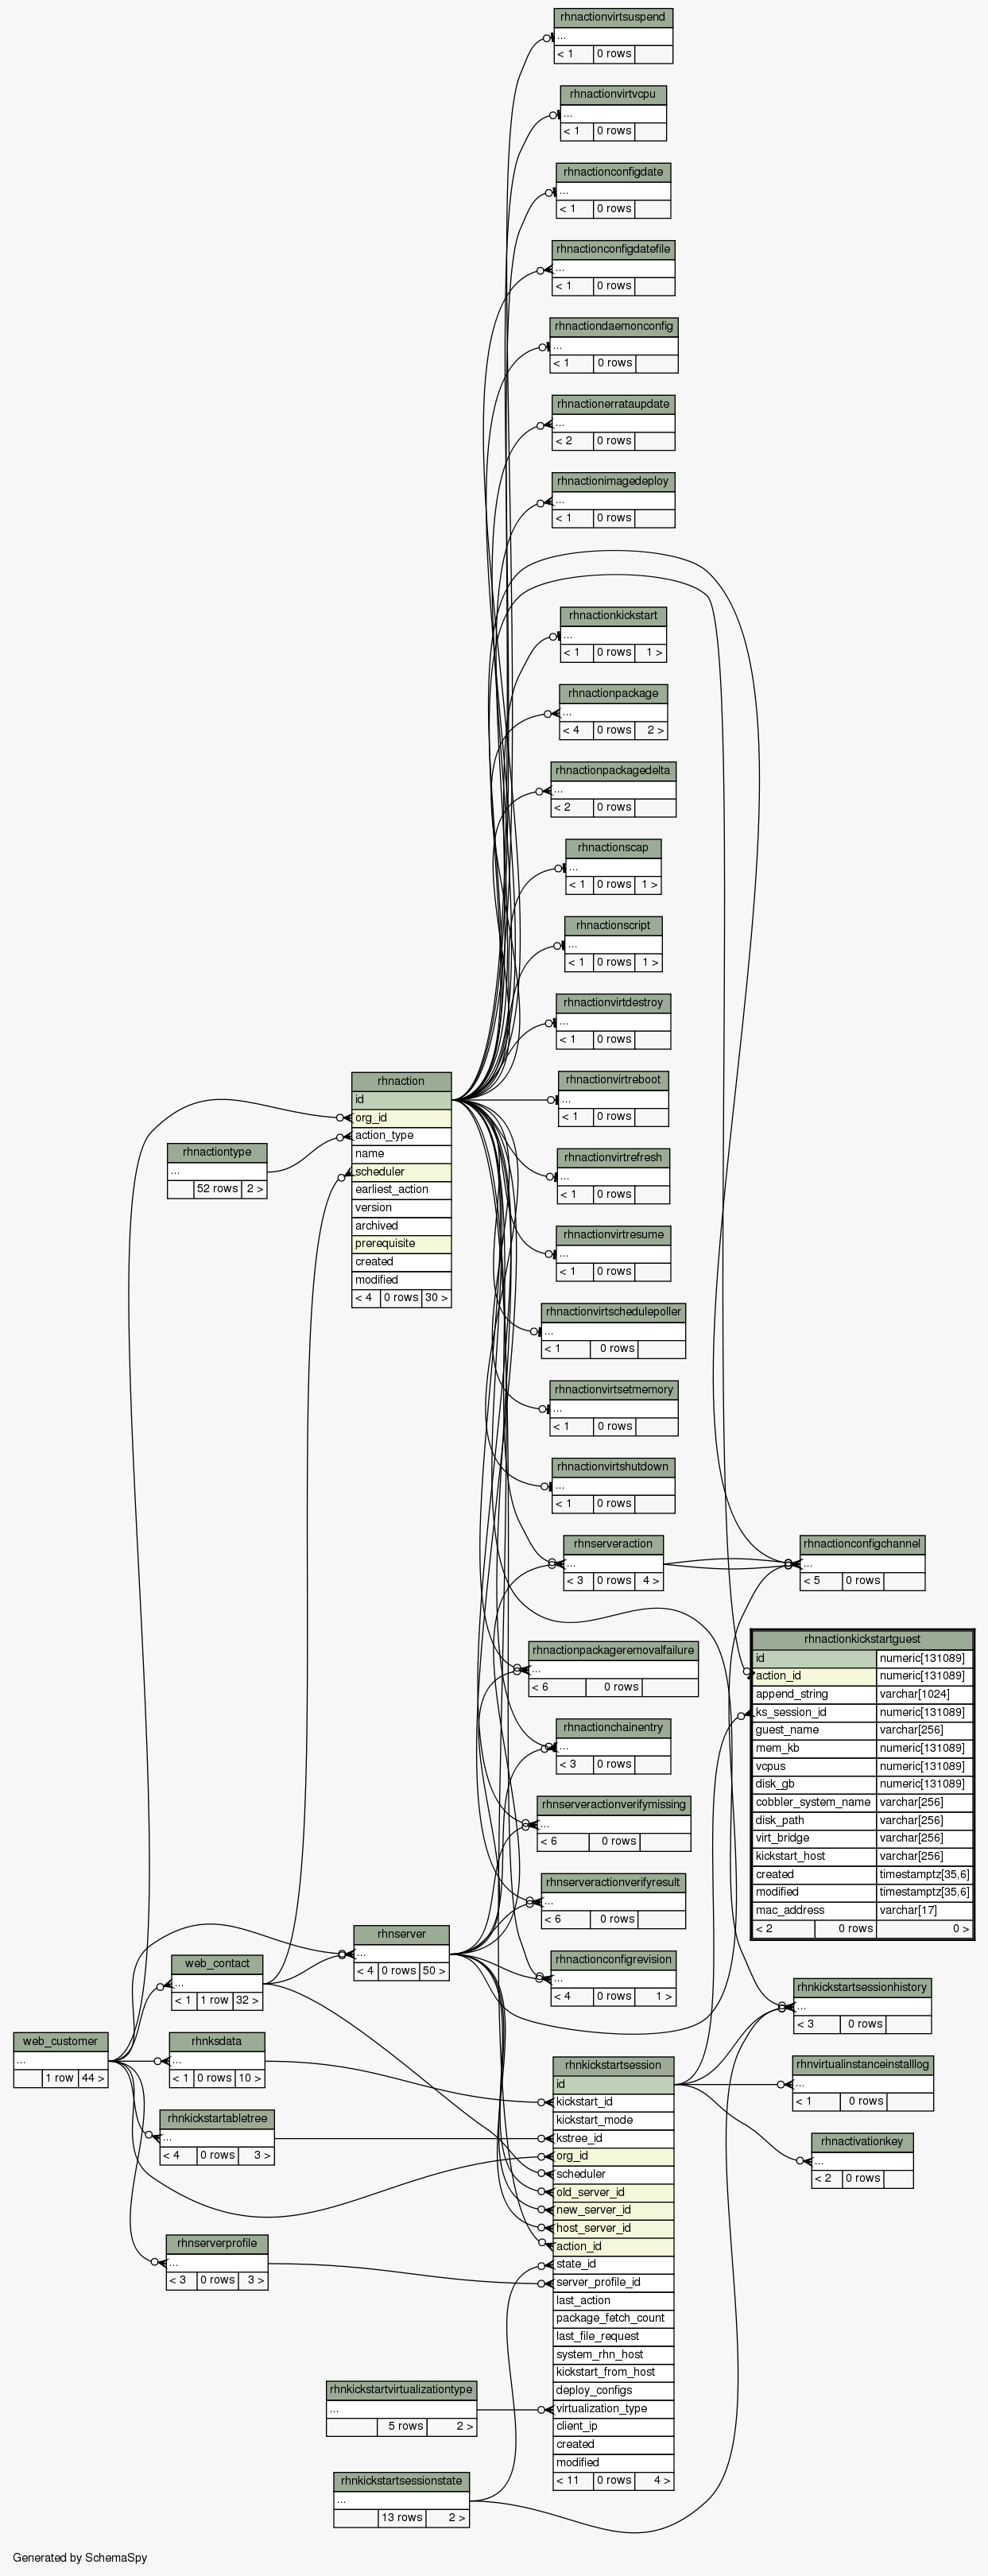 rhnactionvirtsuspend
...
< 1 0 rows
rhnactionvirtvcpu
...
< 1 0 rows
rhnactionconfigdate
...
< 1 0 rows
rhnactionconfigdatefile
...
< 1 0 rows
rhnactiondaemonconfig
...
< 1 0 rows
rhnactionerrataupdate
...
< 2 0 rows
rhnactionimagedeploy
...
< 1 0 rows
rhnactionkickstart
...
< 1 0 rows 1 >
rhnactionpackage
...
< 4 0 rows 2 >
rhnactionpackagedelta
...
< 2 0 rows
rhnactionscap
...
< 1 0 rows 1 >
rhnactionscript
...
< 1 0 rows 1 >
rhnactionvirtdestroy
...
< 1 0 rows
rhnactionvirtreboot
...
< 1 0 rows
rhnactionvirtrefresh
...
< 1 0 rows
rhnactionvirtresume
...
< 1 0 rows
rhnactionvirtschedulepoller
...
< 1 0 rows
rhnactionvirtsetmemory
...
< 1 0 rows
rhnactionvirtshutdown
...
< 1 0 rows
rhnaction
id
org_id
action_type
name
scheduler
earliest_action
version
archived
prerequisite
created
modified
< 4 0 rows 30 >
rhnactiontype
...
52 rows 2 >
rhnserveraction
...
< 3 0 rows 4 >
rhnactionconfigchannel
...
< 5 0 rows
rhnactionpackageremovalfailure
...
< 6 0 rows
rhnactionchainentry
...
< 3 0 rows
rhnserveractionverifymissing
...
< 6 0 rows
rhnserveractionverifyresult
...
< 6 0 rows
rhnactionconfigrevision
...
< 4 0 rows 1 >
rhnactionkickstartguest
id numeric[131089]
action_id numeric[131089]
append_string varchar[1024]
ks_session_id numeric[131089]
guest_name varchar[256]
mem_kb numeric[131089]
vcpus numeric[131089]
disk_gb numeric[131089]
cobbler_system_name varchar[256]
disk_path varchar[256]
virt_bridge varchar[256]
kickstart_host varchar[256]
created timestamptz[35,6]
modified timestamptz[35,6]
mac_address varchar[17]
< 2 0 rows 0 >
rhnserver
...
< 4 0 rows 50 >
web_contact
...
< 1 1 row 32 >
web_customer
...
1 row 44 >
rhnksdata
...
< 1 0 rows 10 >
rhnkickstartabletree
...
< 4 0 rows 3 >
rhnserverprofile
...
< 3 0 rows 3 >
rhnkickstartsessionhistory
...
< 3 0 rows
rhnvirtualinstanceinstalllog
...
< 1 0 rows
rhnactivationkey
...
< 2 0 rows
rhnkickstartsession
id
kickstart_id
kickstart_mode
kstree_id
org_id
scheduler
old_server_id
new_server_id
host_server_id
action_id
state_id
server_profile_id
last_action
package_fetch_count
last_file_request
system_rhn_host
kickstart_from_host
deploy_configs
virtualization_type
client_ip
created
modified
< 11 0 rows 4 >
rhnkickstartvirtualizationtype
...
5 rows 2 >
rhnkickstartsessionstate
...
13 rows 2 >
Generated by SchemaSpy